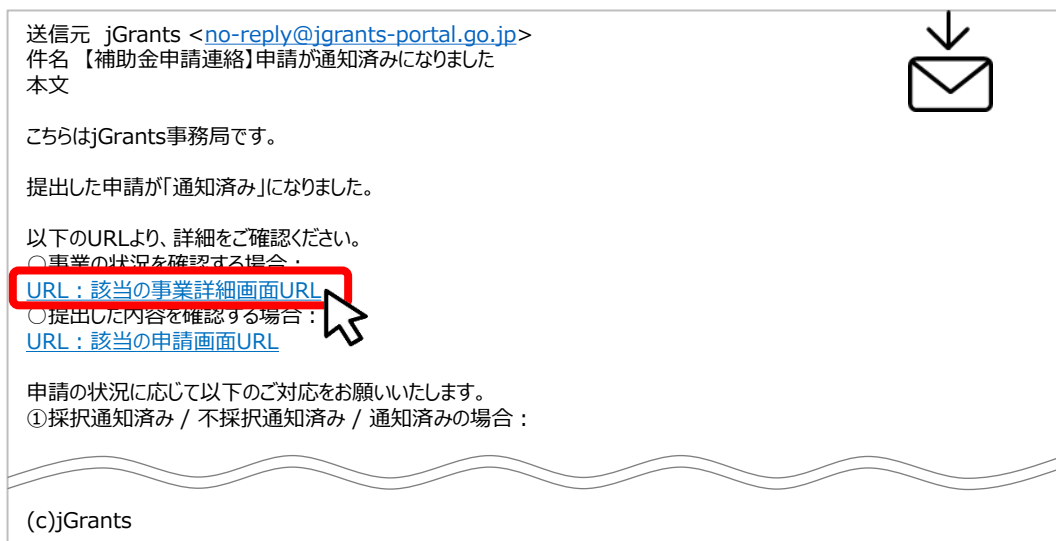 送信元 jGrants <no-reply@jgrants-portal.go.jp>
件名 【補助金申請連絡】申請が通知済みになりました
本文
こちらはjGrants事務局です。
提出した申請が「通知済み」になりました。
以下のURLより、詳細をご確認ください。
○事業の状況を確認する場合：
URL：該当の事業詳細画面URL
○提出した内容を確認する場合：
URL：該当の申請画面URL
申請の状況に応じて以下のご対応をお願いいたします。
①採択通知済み / 不採択通知済み / 通知済みの場合：
(c)jGrants